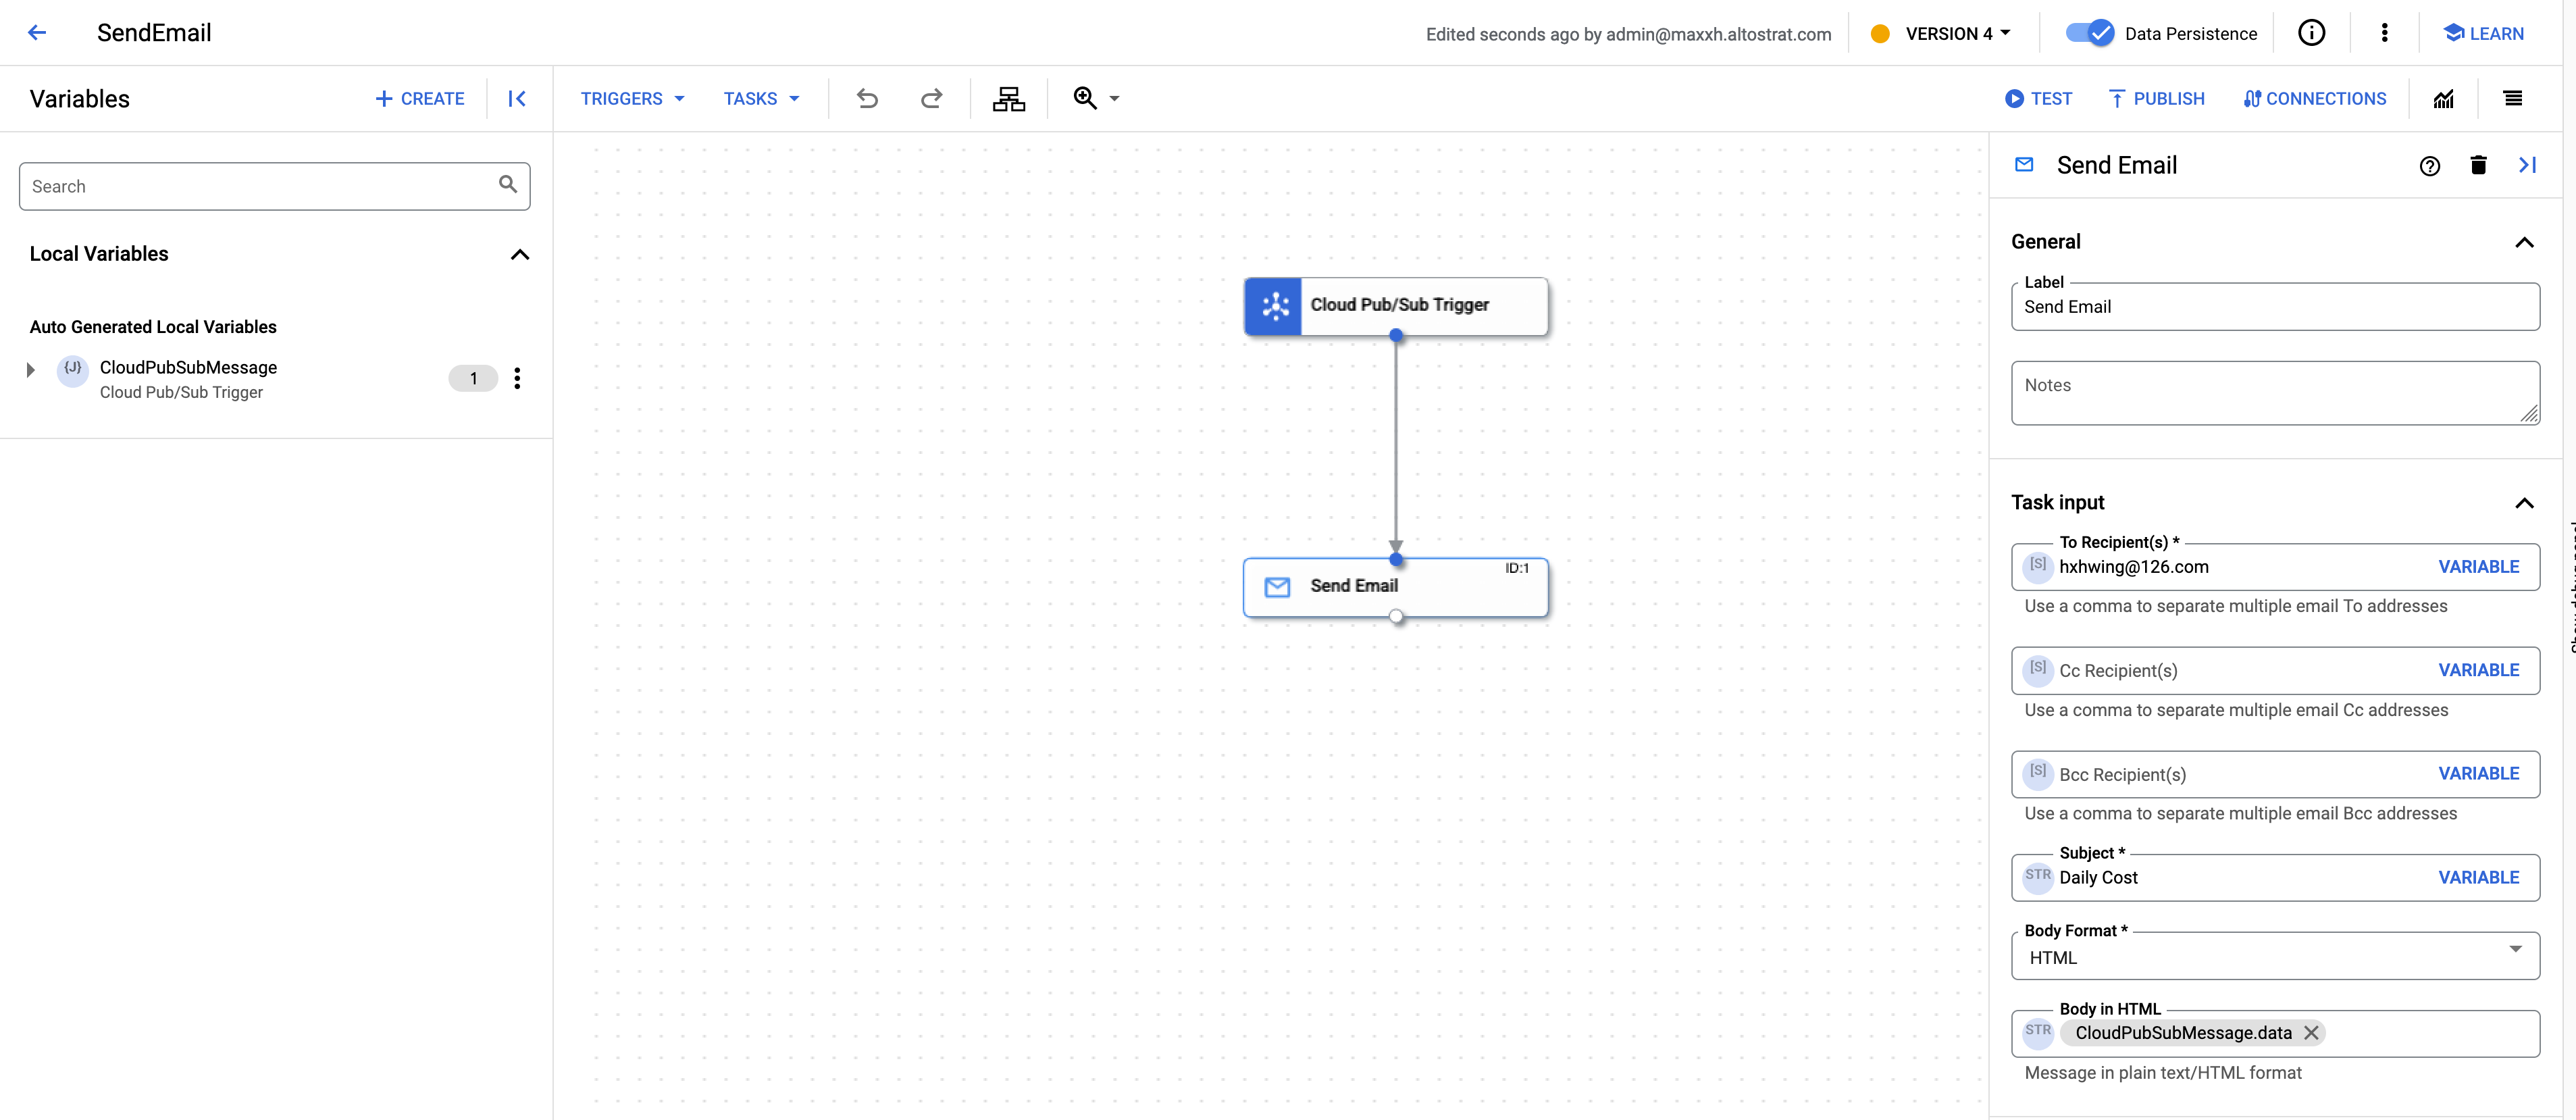 SendEmail
Edited seconds ago by admin@maxxh.altostrat.com
VERSION 4
Data Persistence
LEARN
Variables
CREATE
TRIGGERS
TASKS
TEST
PUBLISH
CONNECTIONS
Search
Local Variables
Auto Generated Local Variables
{J}
CloudPubSubMessage
Cloud Pub/Sub Trigger
1
Cloud Pub/Sub Trigger
Send Email
ID:1
Send Email
General
Label
Send Email
Notes
Task input
To Recipient(s) *
[S] hxhwing@126.com VARIABLE
Use a comma to separate multiple email To addresses
[S] Cc Recipient(s) VARIABLE
Use a comma to separate multiple email Cc addresses
[S] Bcc Recipient(s) VARIABLE
Use a comma to separate multiple email Bcc addresses
Subject *
STR Daily Cost VARIABLE
Body Format *
HTML
Body in HTML
STR CloudPubSubMessage.data
Message in plain text/HTML format